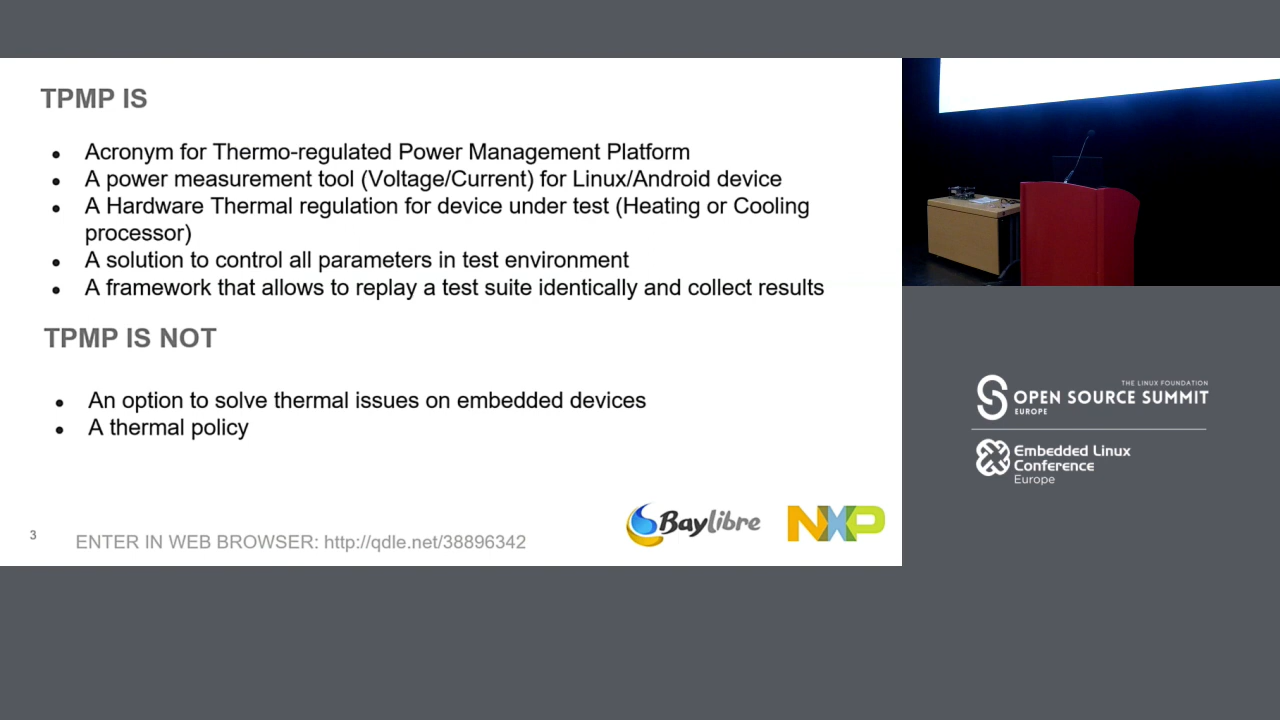 TPMP IS
● Acronym for Thermo-regulated Power Management Platform
● A power measurement tool (Voltage/Current) for Linux/Android device
● A Hardware Thermal regulation for device under test (Heating or Cooling
processor)
● A solution to control all parameters in test environment
● A framework that allows to replay a test suite identically and collect results
TPMP IS NOT
● An option to solve thermal issues on embedded devices
● A thermal policy
Baylibre
NXP
3
ENTER IN WEB BROWSER: http://qdle.net/38896342
THE LINUX FOUNDATION
OPEN SOURCE SUMMIT
EUROPE
Embedded Linux
Conference
Europe